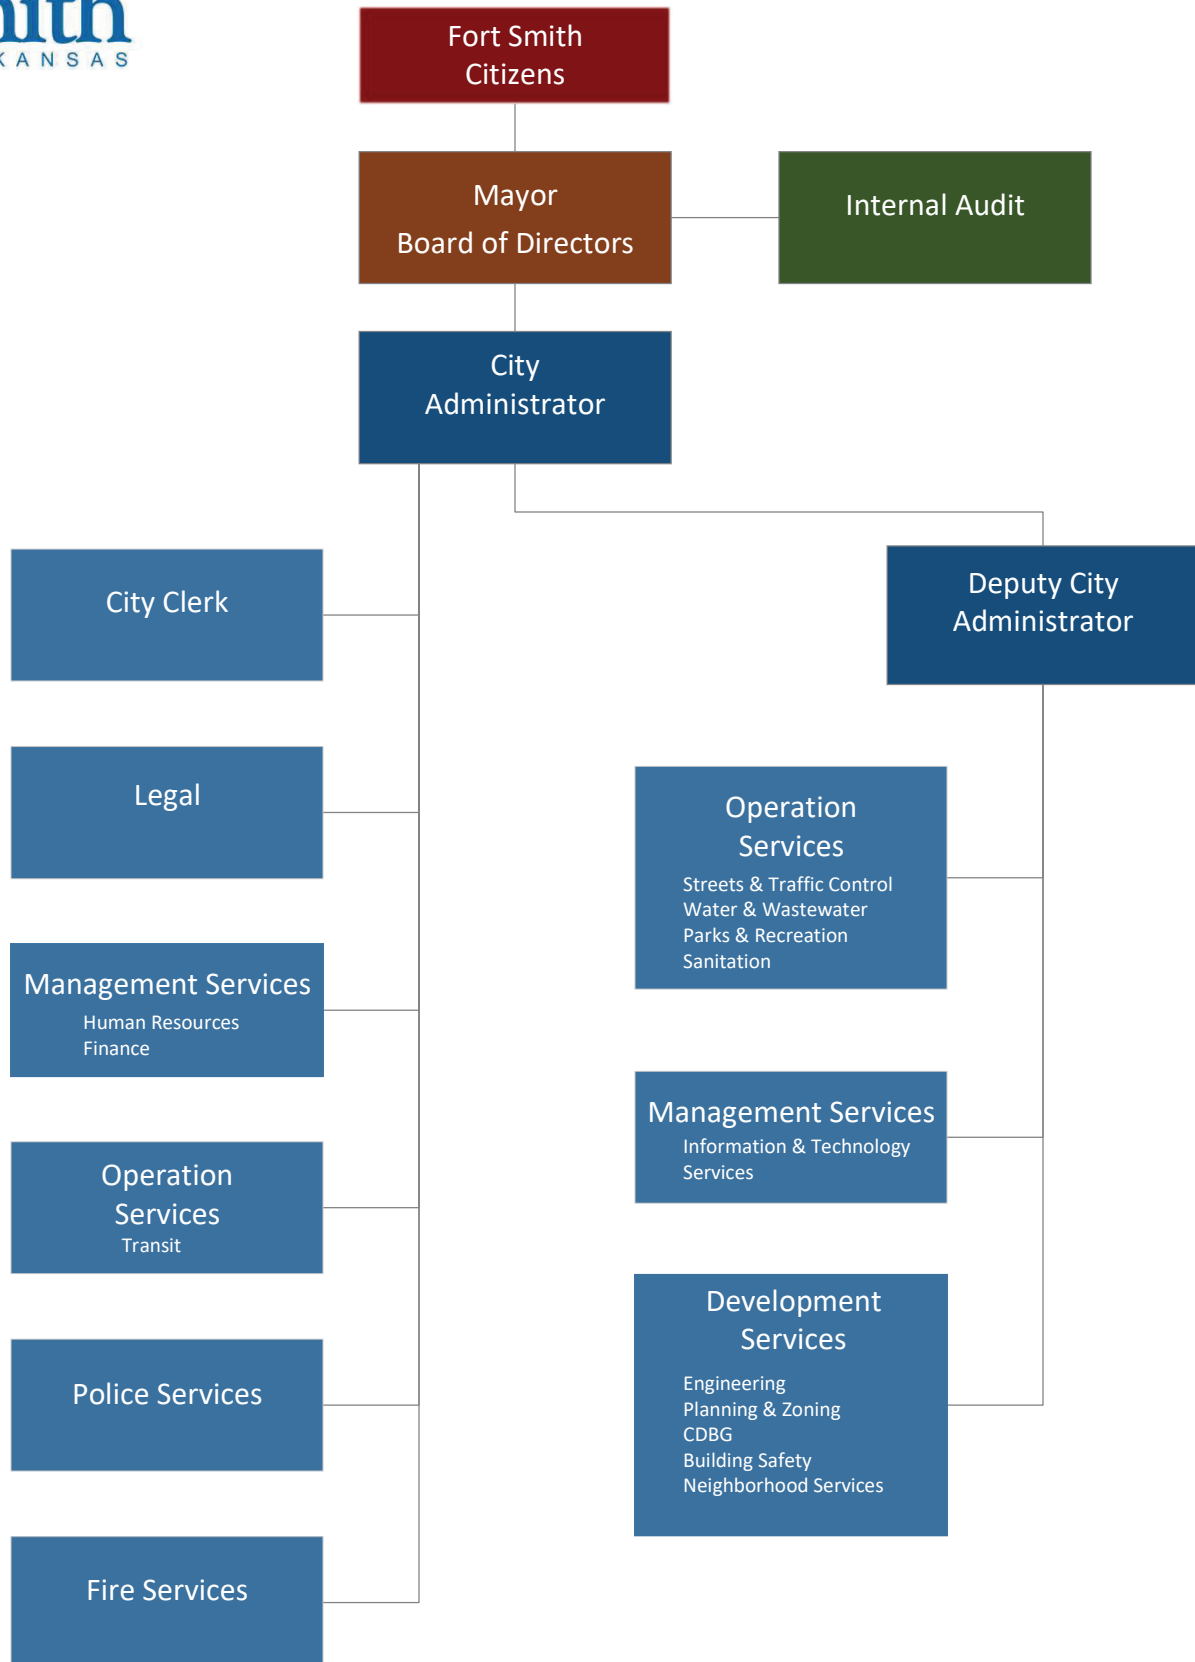 Fort Smith
Citizens
Mayor
Board of Directors
Internal Audit
City
Administrator
City Clerk
Deputy City
Administrator
Legal
Operation
Services
Streets & Traffic Control
Water & Wastewater
Parks & Recreation
Sanitation
Management Services
Human Resources
Finance
Management Services
Information & Technology
Services
Operation
Services
Transit
Development
Services
Engineering
Planning & Zoning
CDBG
Building Safety
Neighborhood Services
Police Services
Fire Services